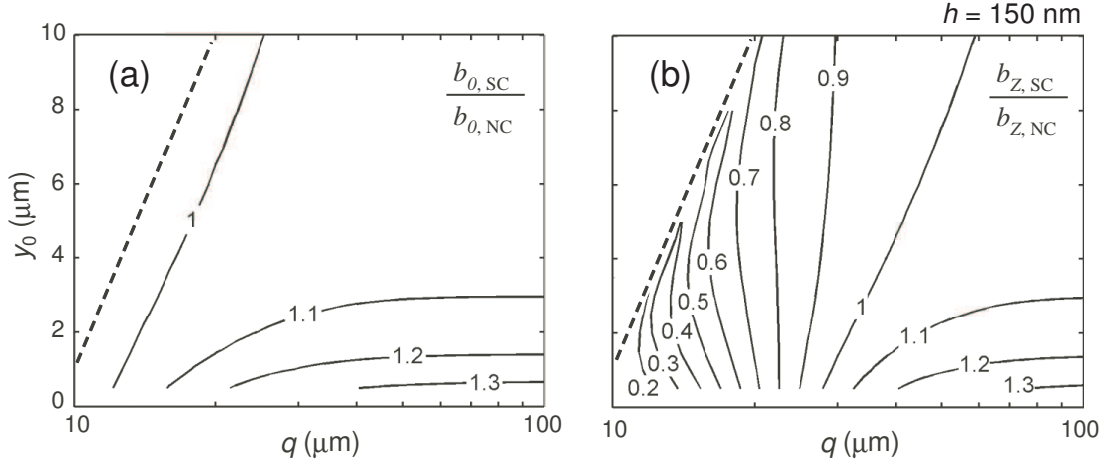 h = 150 nm
(a)
b0, SC
b0, NC
1
1.1
1.2
1.3
10
8
6
4
2
0
y0 (µm)
10
100
q (µm)
(b)
bZ, SC
bZ, NC
0.9
0.8
0.7
0.6
0.5
0.4
0.3
0.2
1
1.1
1.2
1.3
10
100
q (µm)